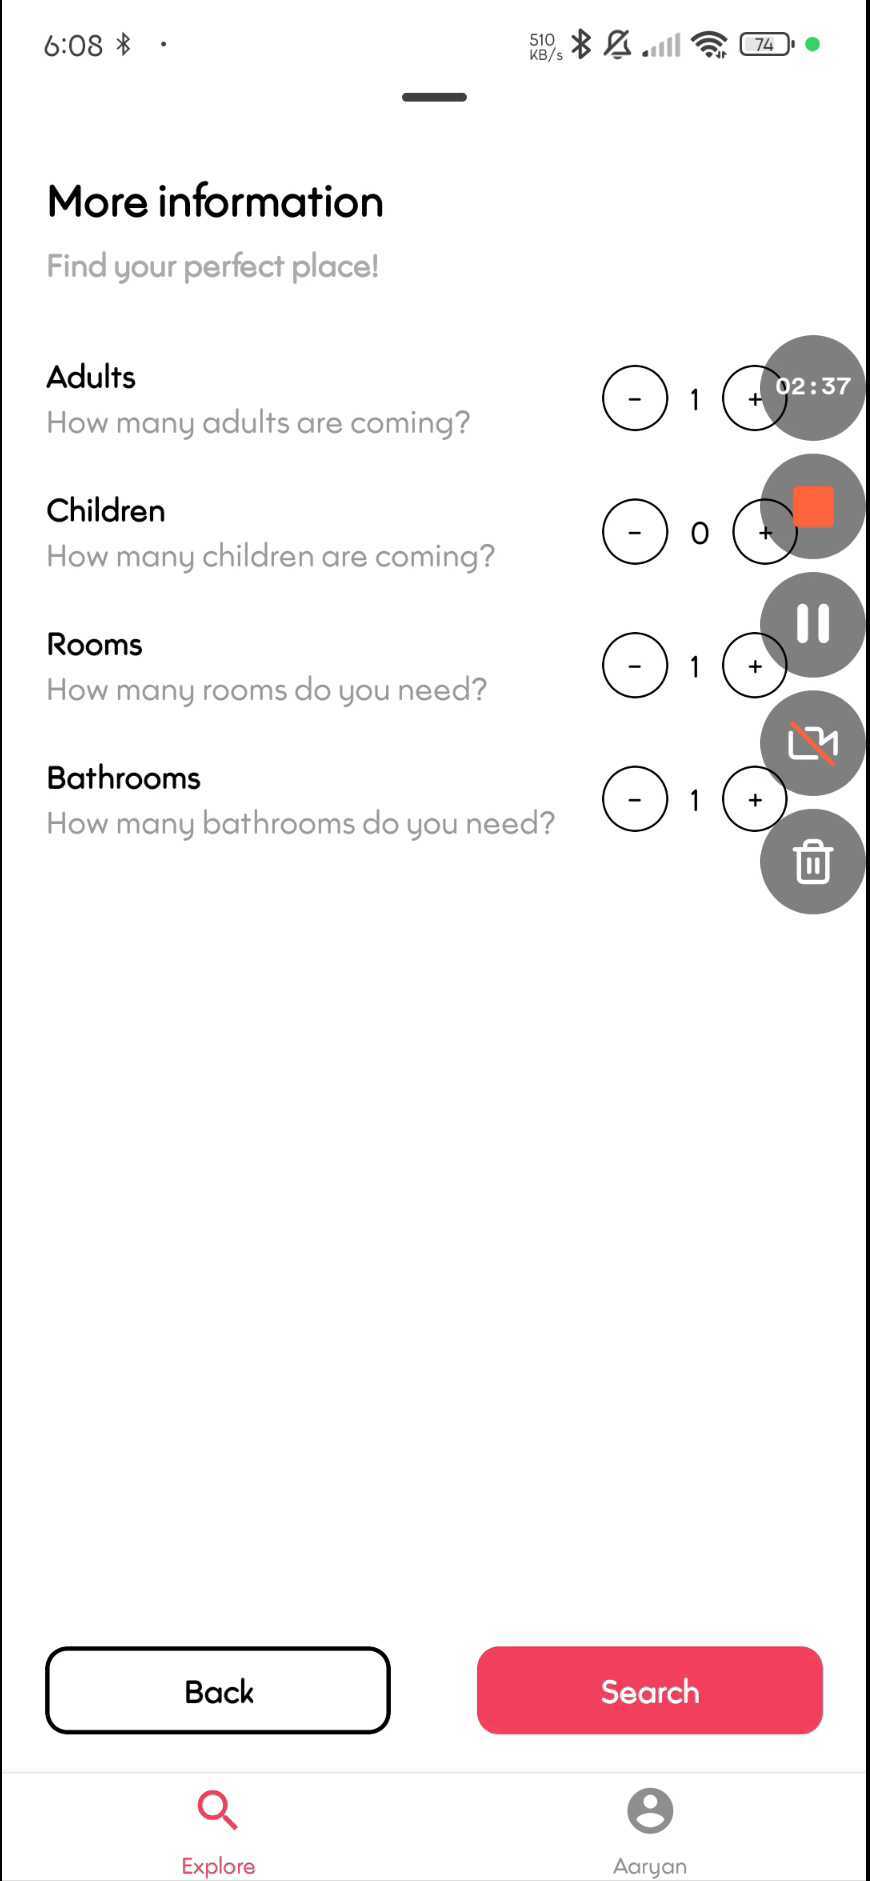 6:08
510
KB/s
74
More information
Find your perfect place!
Adults
How many adults are coming?
- 1 +
02:37
Children
How many children are coming?
- 0 +
Rooms
How many rooms do you need?
- 1 +
Bathrooms
How many bathrooms do you need?
- 1 +
Back
Search
Explore
Aaryan